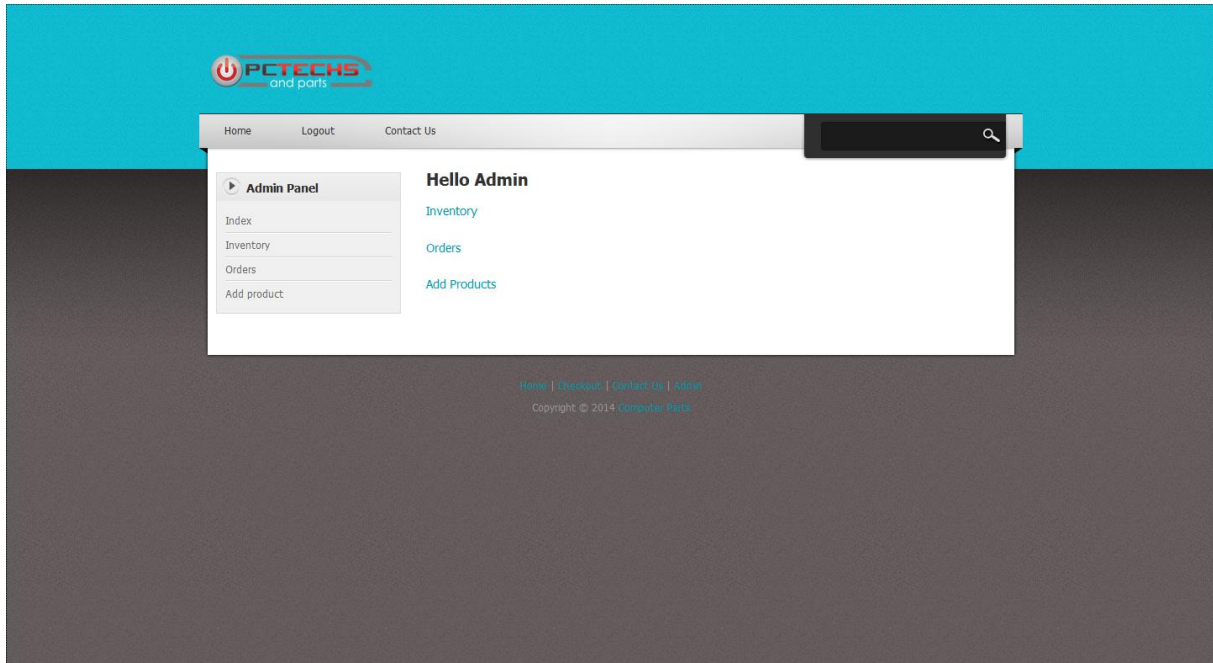 PCTECHS
and parts
Home Logout Contact Us
Admin Panel
Index
Inventory
Orders
Add product
Hello Admin
Inventory
Orders
Add Products
Home | Checkout | Contact Us | Admin
Copyright © 2014 Computer Parts